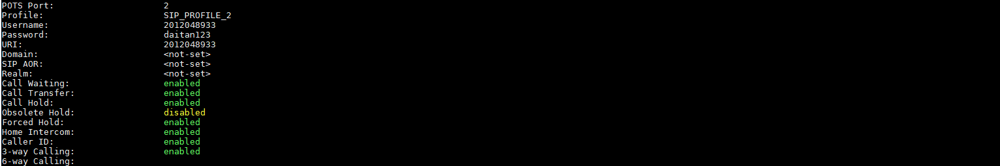 POTS Port: 2
Profile: SIP_PROFILE_2
Username: 2012048933
Password: daitan123
URI: 2012048933
Domain: <not-set>
SIP AOR: <not-set>
Realm: <not-set>
Call Waiting: enabled
Call Transfer: enabled
Call Hold: enabled
Obsolete Hold: disabled
Forced Hold: enabled
Home Intercom: enabled
Caller ID: enabled
3-way Calling: enabled
6-way Calling: